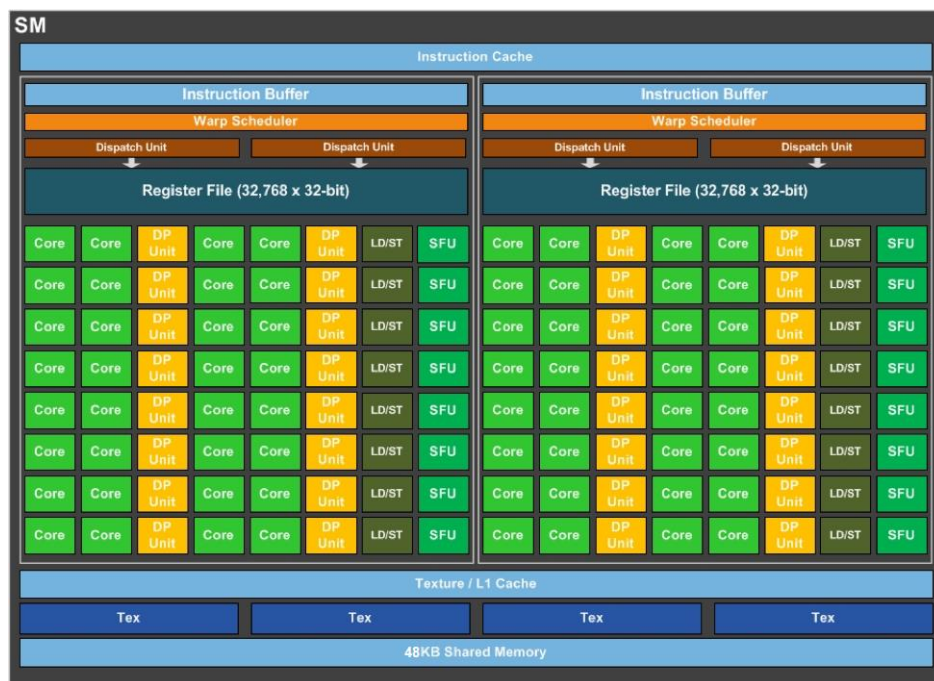 SM
Instruction Cache
Instruction Buffer Instruction Buffer
Warp Scheduler Warp Scheduler
Dispatch Unit Dispatch Unit Dispatch Unit Dispatch Unit
Register File (32,768 x 32-bit) Register File (32,768 x 32-bit)
Core Core DP Unit Core Core DP Unit LD/ST SFU Core Core DP Unit Core Core DP Unit LD/ST SFU
Core Core DP Unit Core Core DP Unit LD/ST SFU Core Core DP Unit Core Core DP Unit LD/ST SFU
Core Core DP Unit Core Core DP Unit LD/ST SFU Core Core DP Unit Core Core DP Unit LD/ST SFU
Core Core DP Unit Core Core DP Unit LD/ST SFU Core Core DP Unit Core Core DP Unit LD/ST SFU
Core Core DP Unit Core Core DP Unit LD/ST SFU Core Core DP Unit Core Core DP Unit LD/ST SFU
Core Core DP Unit Core Core DP Unit LD/ST SFU Core Core DP Unit Core Core DP Unit LD/ST SFU
Core Core DP Unit Core Core DP Unit LD/ST SFU Core Core DP Unit Core Core DP Unit LD/ST SFU
Core Core DP Unit Core Core DP Unit LD/ST SFU Core Core DP Unit Core Core DP Unit LD/ST SFU
Texture / L1 Cache
Tex Tex Tex Tex
48KB Shared Memory